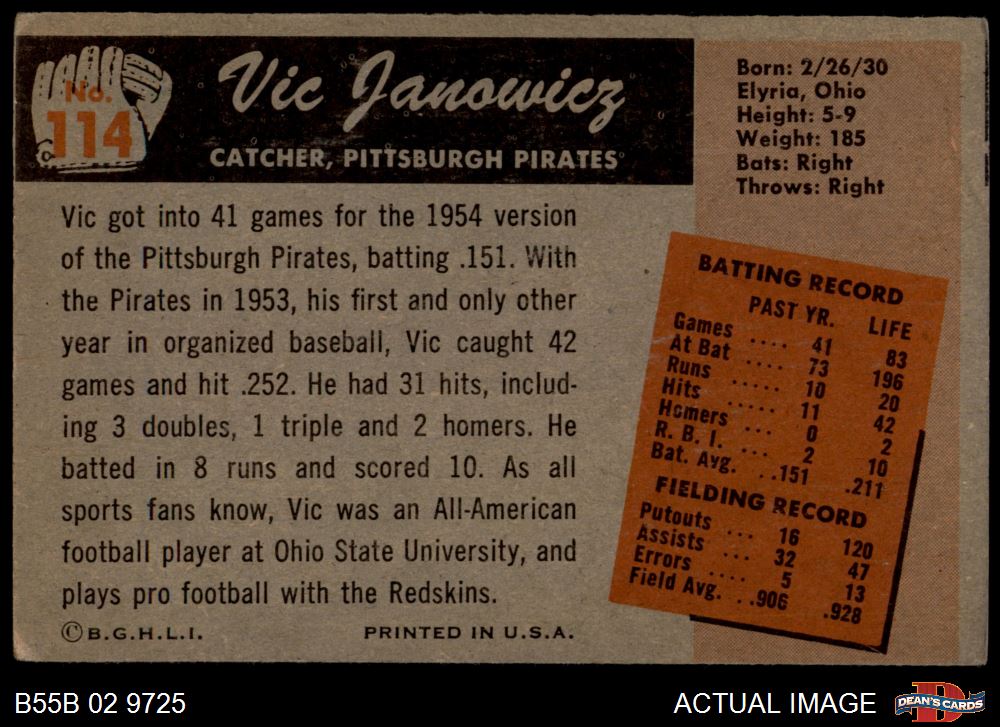 No.
114
Vic Janowicz
CATCHER, PITTSBURGH PIRATES
Born: 2/26/30
Elyria, Ohio
Height: 5-9
Weight: 185
Bats: Right
Throws: Right
Vic got into 41 games for the 1954 version
of the Pittsburgh Pirates, batting .151. With
the Pirates in 1953, his first and only other
year in organized baseball, Vic caught 42
games and hit .252. He had 31 hits, includ-
ing 3 doubles, 1 triple and 2 homers. He
batted in 8 runs and scored 10. As all
sports fans know, Vic was an All-American
football player at Ohio State University, and
plays pro football with the Redskins.
© B.G.H.L.I. PRINTED IN U.S.A.
BATTING RECORD
PAST YR. LIFE
Games .... 41 83
At Bat .... 73 196
Runs ..... 10 20
Hits ..... 11 42
Homers ... 0 2
R. B. I. ... 2 10
Bat. Avg. ..151 .211
FIELDING RECORD
Putouts ... 16 120
Assists ... 32 47
Errors .... 5 13
Field Avg. ..906 .928
B55B 02 9725
ACTUAL IMAGE
D
DEAN'S CARDS